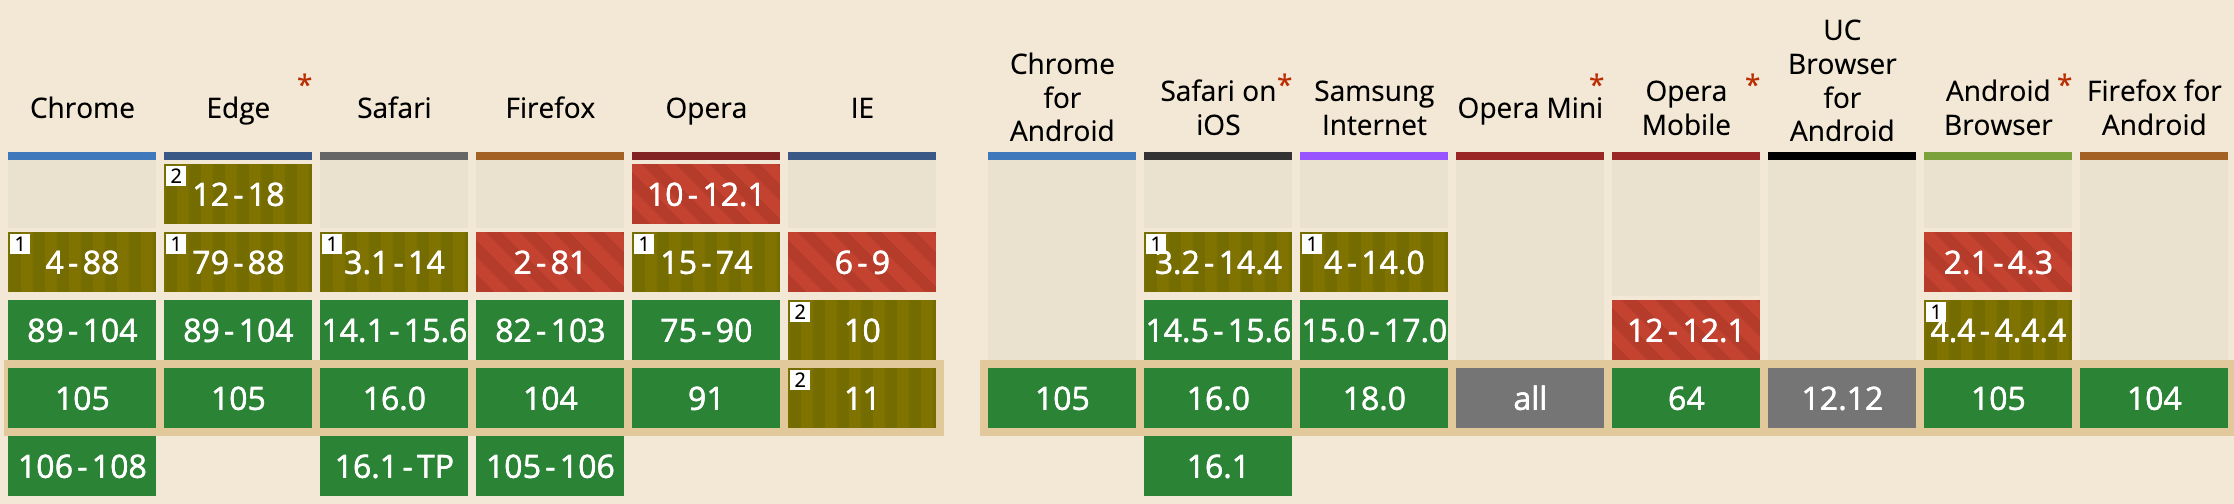 Chrome
Edge *
Safari
Firefox
Opera
IE
Chrome
for
Android
Safari on *
iOS
Samsung
Internet
Opera Mini *
Opera *
Mobile
UC
Browser
for
Android
Android *
Browser
Firefox for
Android
2 12-18
10-12.1
1 4-88
1 79-88
1 3.1-14
2-81
1 15-74
6-9
1 3.2-14.4
1 4-14.0
2.1-4.3
89-104
89-104
14.1-15.6
82-103
75-90
2 10
14.5-15.6
15.0-17.0
12-12.1
1 4.4-4.4.4
105
105
16.0
104
91
2 11
105
16.0
18.0
all
64
12.12
105
104
106-108
16.1-TP
105-106
16.1